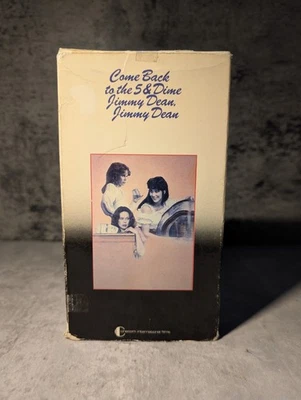 Come Back
to the 5 & Dime
Jimmy Dean,
Jimmy Dean